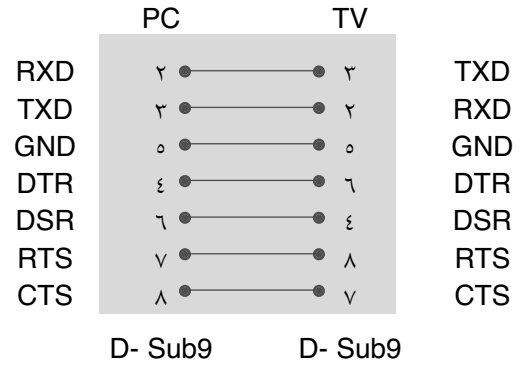 PC TV
RXD ٢ ٣ TXD
TXD ٣ ٢ RXD
GND ٥ ٥ GND
DTR ٤ ٦ DTR
DSR ٦ ٤ DSR
RTS ٧ ٨ RTS
CTS ٨ ٧ CTS
D- Sub9 D- Sub9